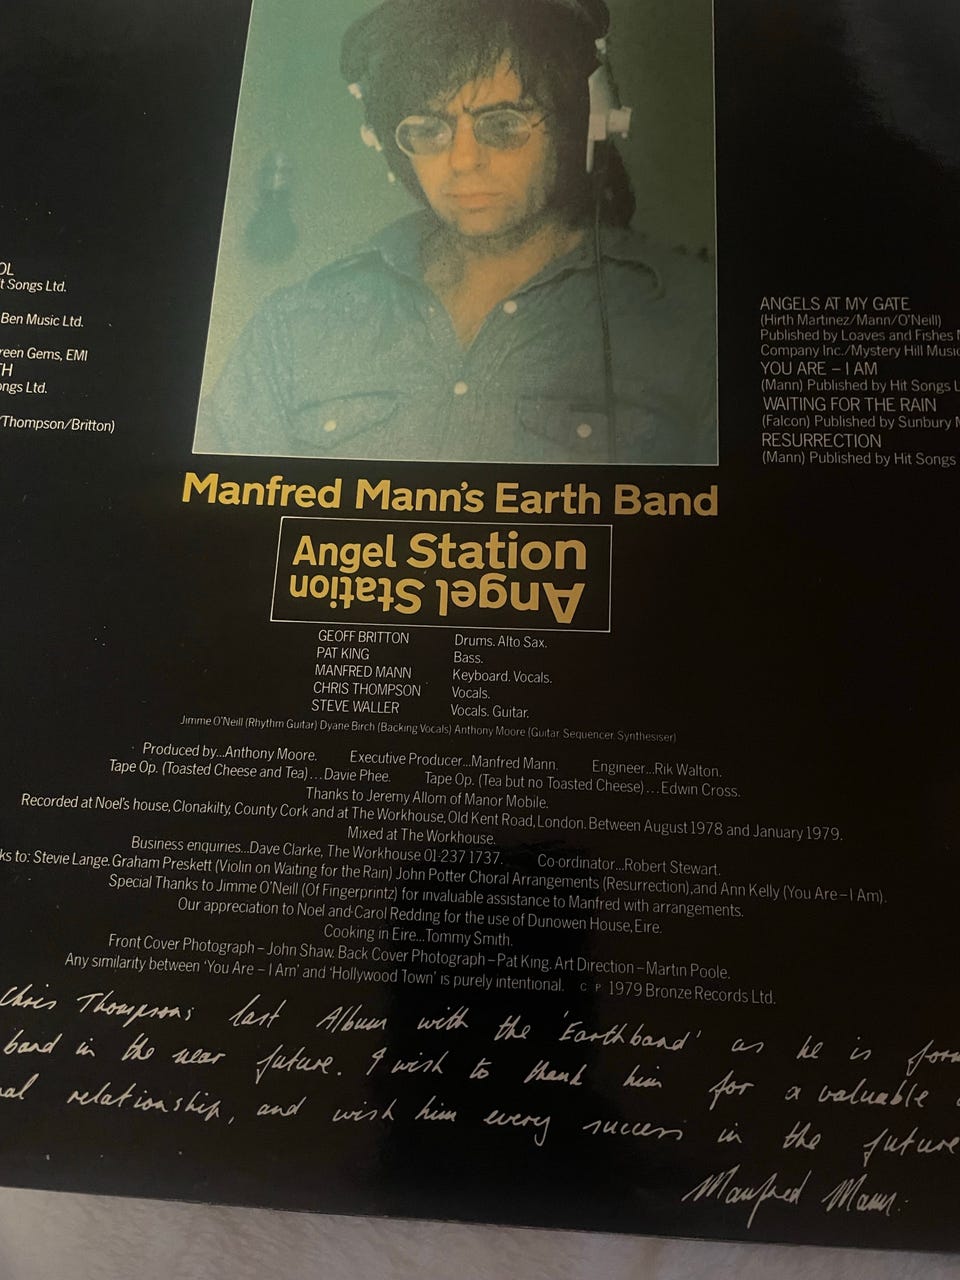 OL
t Songs Ltd.
Ben Music Ltd.
reen Gems, EMI
TH
ongs Ltd.
/Thompson/Britton)
ANGELS AT MY GATE
(Hirth Martinez/Mann/O'Neill)
Published by Loaves and Fishes
Company Inc./Mystery Hill Music
YOU ARE – I AM
(Mann) Published by Hit Songs L
WAITING FOR THE RAIN
(Falcon) Published by Sunbury M
RESURRECTION
(Mann) Published by Hit Songs
Manfred Mann's Earth Band
Angel Station
Angel Station
GEOFF BRITTON Drums. Alto Sax.
PAT KING Bass.
MANFRED MANN Keyboard. Vocals.
CHRIS THOMPSON Vocals.
STEVE WALLER Vocals. Guitar.
Jimme O'Neill (Rhythm Guitar) Dyane Birch (Backing Vocals) Anthony Moore (Guitar. Sequencer. Synthesiser)
Produced by...Anthony Moore. Executive Producer...Manfred Mann. Engineer...Rik Walton.
Tape Op. (Toasted Cheese and Tea)...Davie Phee. Tape Op. (Tea but no Toasted Cheese)...Edwin Cross.
Thanks to Jeremy Allom of Manor Mobile.
Recorded at Noel's house, Clonakilty, County Cork and at The Workhouse, Old Kent Road, London. Between August 1978 and January 1979.
Mixed at The Workhouse.
Business enquiries...Dave Clarke, The Workhouse 01-237 1737. Co-ordinator...Robert Stewart.
ks to: Stevie Lange. Graham Preskett (Violin on Waiting for the Rain) John Potter Choral Arrangements (Resurrection), and Ann Kelly (You Are – I Am).
Special Thanks to Jimme O'Neill (Of Fingerprintz) for invaluable assistance to Manfred with arrangements.
Our appreciation to Noel and Carol Redding for the use of Dunowen House, Eire.
Cooking in Eire...Tommy Smith.
Front Cover Photograph – John Shaw. Back Cover Photograph – Pat King. Art Direction – Martin Poole.
Any similarity between 'You Are – I Am' and 'Hollywood Town' is purely intentional. C P 1979 Bronze Records Ltd.
Chris Thompsons last Album with the 'Earthband' as he is form
band in the near future. I wish to thank him for a valuable
al relationship, and wish him every success in the future
Manfred Mann.